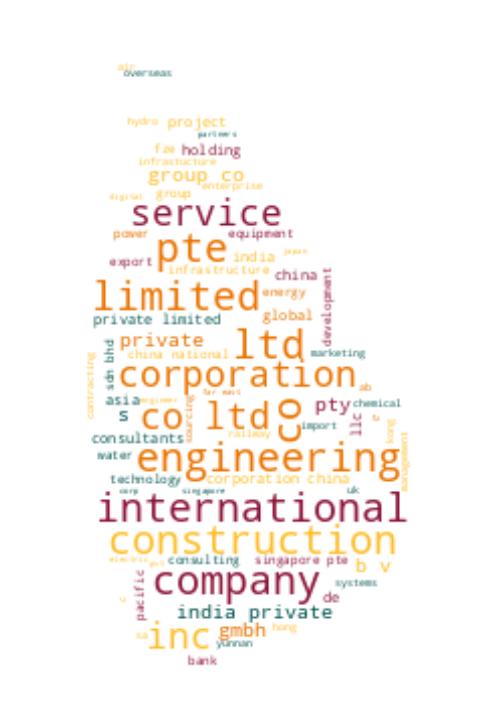 air
overseas
hydro project
partners
fze holding
infrastucture
group co
enterprise
digital group
service
power equipment
pte india japan
export infrastructure china
limited energy
development
private limited global
private ltd
china national marketing
sdn bhd
contracting
corporation
ab
asia engineer far east
s co ltd co pty chemical
sourcing
import llc e
kong
consultants railway
water engineering
management
technology corporation china
corp singapore uk
international
construction
electric consulting singapore pte b v
company systems
pacific
c de
india private
sa inc gmbh hong
yunnan
bank